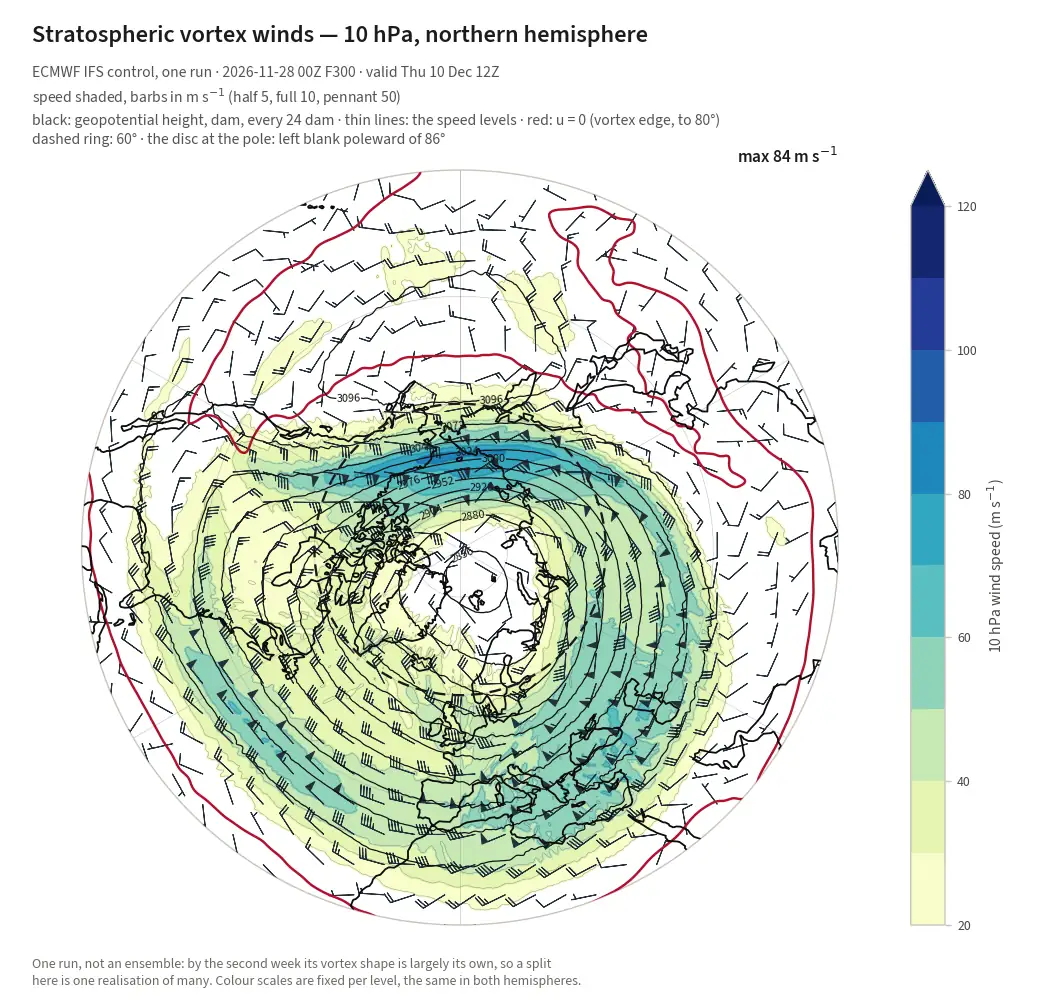 Stratospheric vortex winds — 10 hPa, northern hemisphere
ECMWF IFS control, one run · 2026-11-28 00Z F300 · valid Thu 10 Dec 12Z
speed shaded, barbs in m s⁻¹ (half 5, full 10, pennant 50)
black: geopotential height, dam, every 24 dam · thin lines: the speed levels · red: u = 0 (vortex edge, to 80°)
dashed ring: 60° · the disc at the pole: left blank poleward of 86°
max 84 m s⁻¹
120
100
80
60
40
20
10 hPa wind speed (m s⁻¹)
3096
3096
3000
2952
2880
One run, not an ensemble: by the second week its vortex shape is largely its own, so a split
here is one realisation of many. Colour scales are fixed per level, the same in both hemispheres.